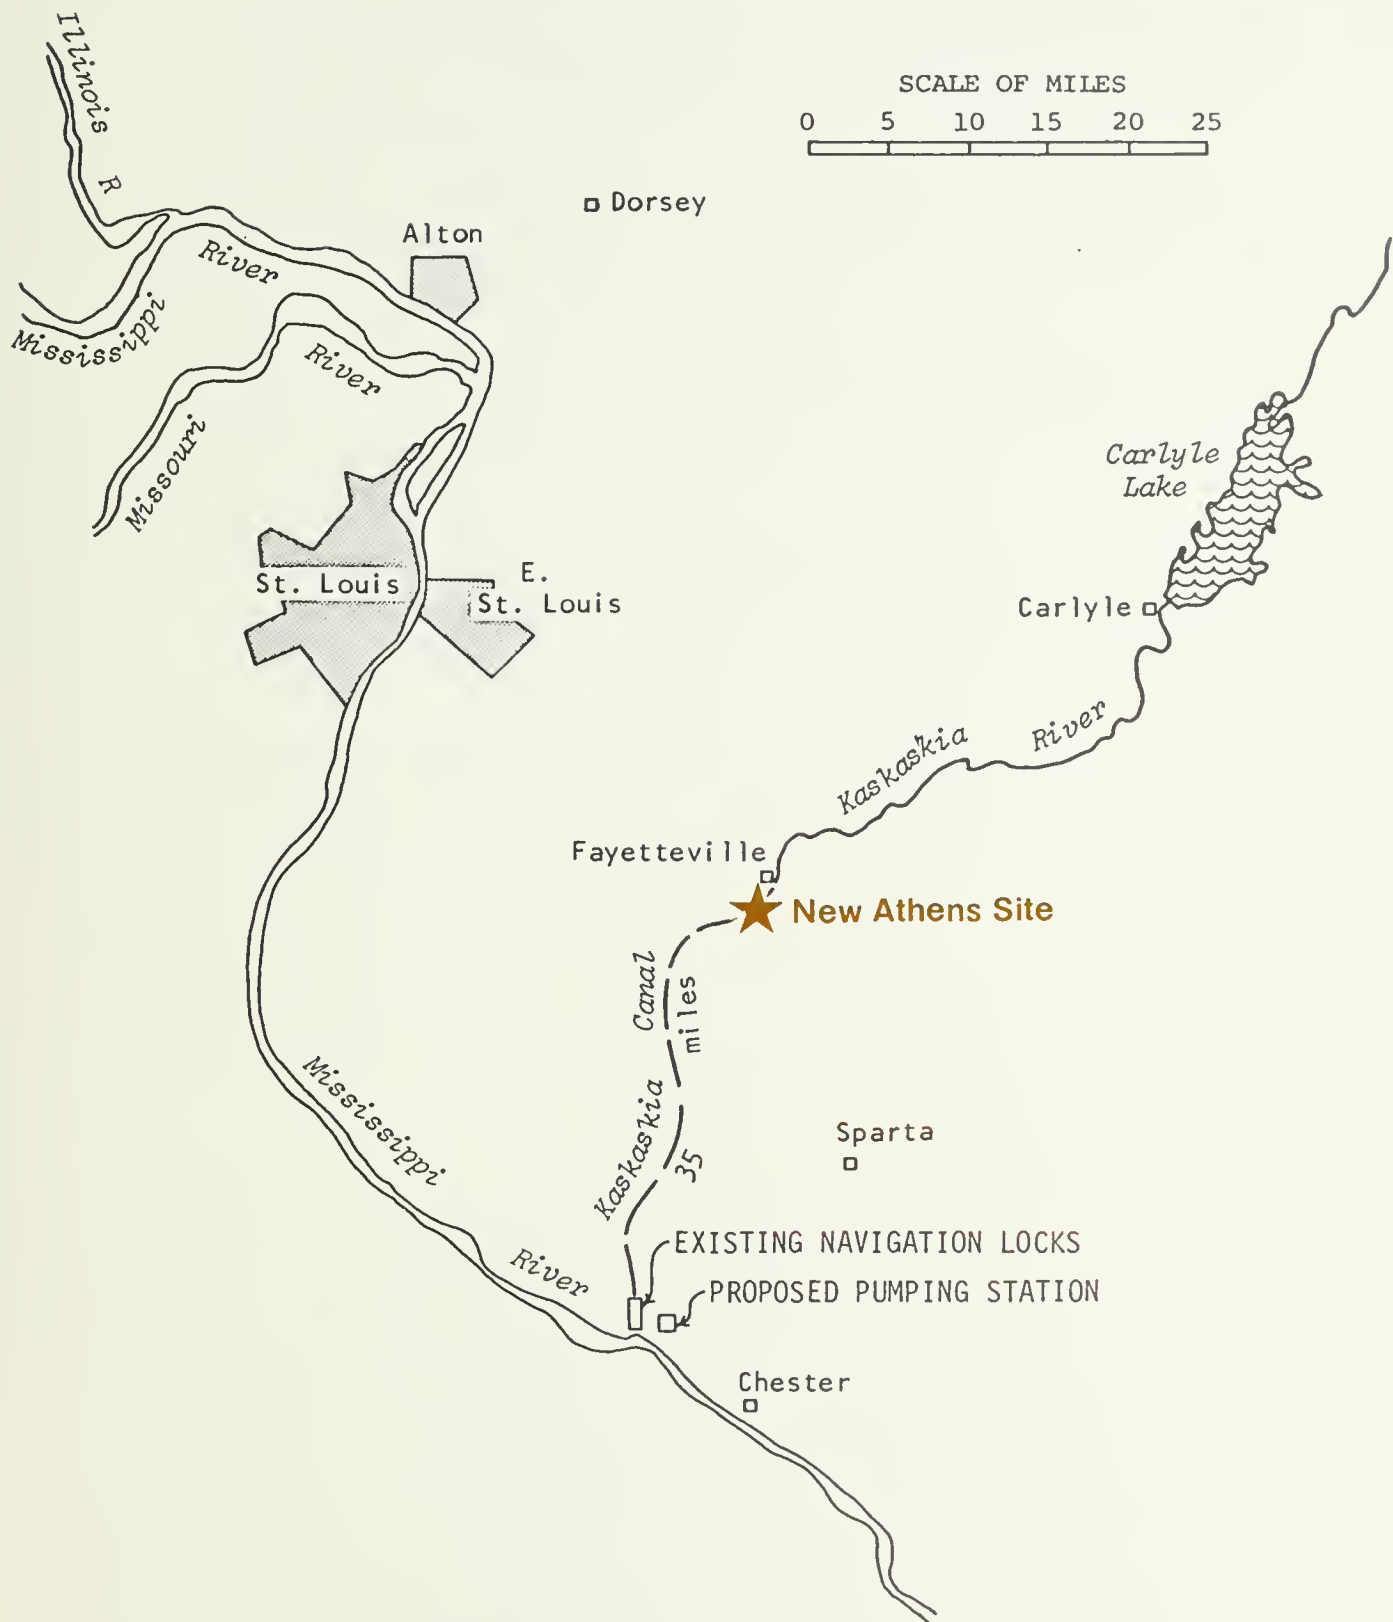 Illinois R
SCALE OF MILES
0 5 10 15 20 25
Dorsey
Alton
River
Mississippi
River
Missouri
Carlyle
Lake
St. Louis
E.
St. Louis
Carlyle
Kaskaskia River
Fayetteville
New Athens Site
Kaskaskia Canal
35 miles
Mississippi River
Sparta
EXISTING NAVIGATION LOCKS
PROPOSED PUMPING STATION
Chester